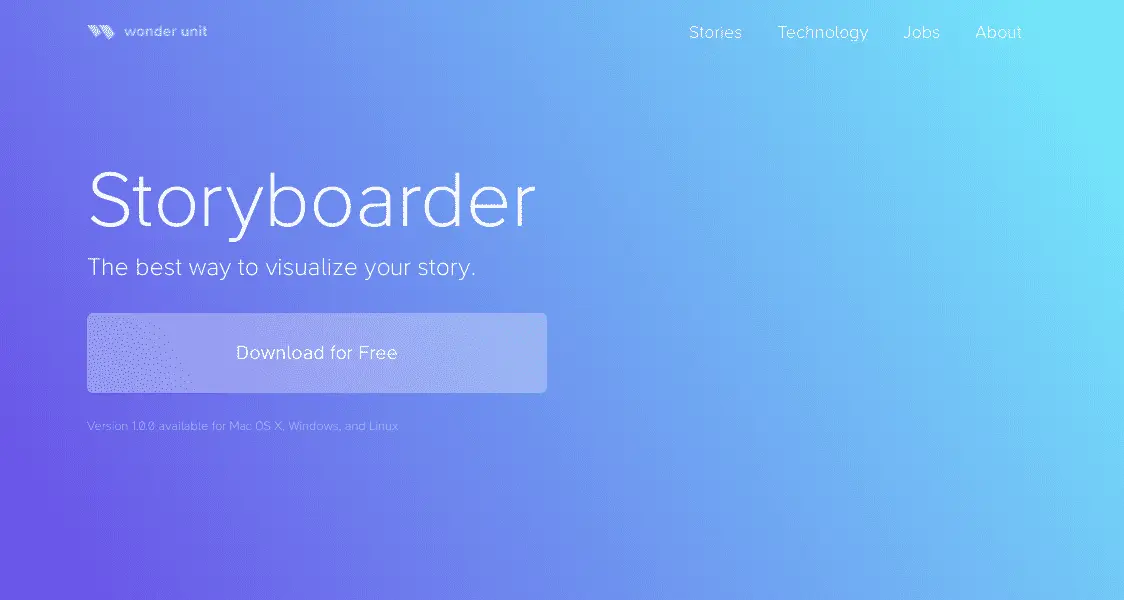 wonder unit
Stories Technology Jobs About
Storyboarder
The best way to visualize your story.
Download for Free
Version 1.0.0 available for Mac OS X, Windows, and Linux